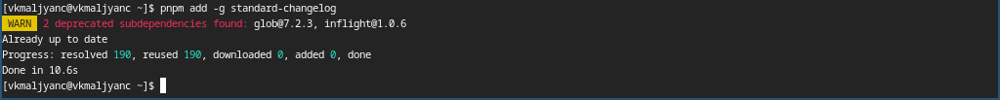 [vkmaljyanc@vkmaljyanc ~]$ pnpm add -g standard-changelog
WARN 2 deprecated subdependencies found: glob@7.2.3, inflight@1.0.6
Already up to date
Progress: resolved 190, reused 190, downloaded 0, added 0, done
Done in 10.6s
[vkmaljyanc@vkmaljyanc ~]$